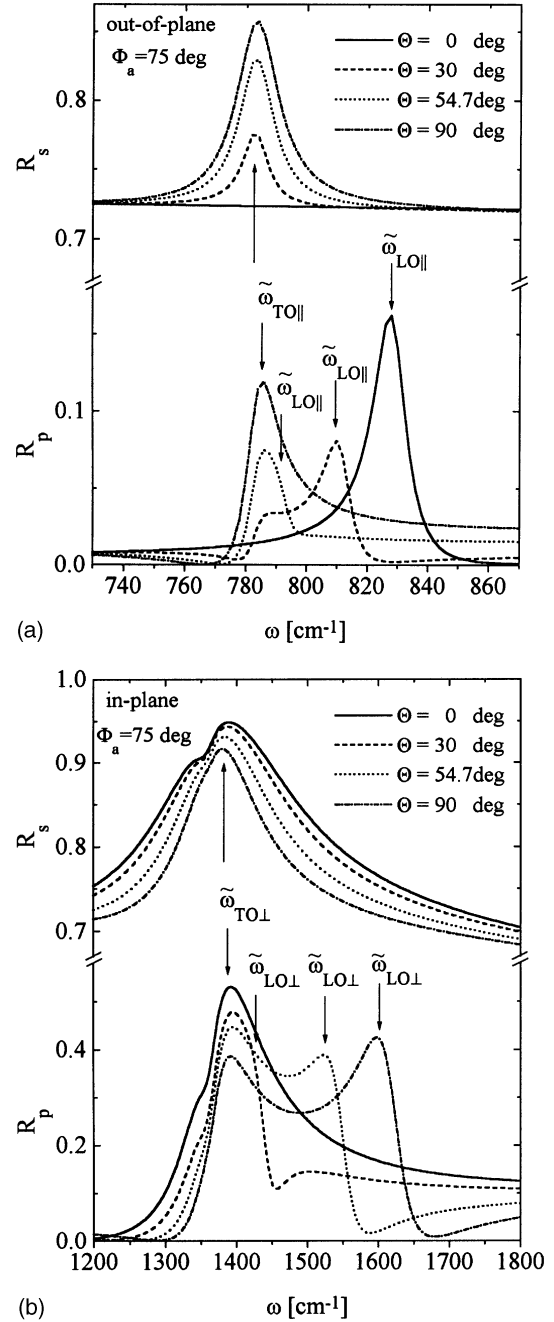 out-of-plane
Φa=75 deg
Θ = 0 deg
Θ = 30 deg
Θ = 54.7deg
Θ = 90 deg
0.8
0.7
Rs
ω̃LO||
ω̃TO||
ω̃LO||
ω̃LO||
0.1
0.0
Rp
740 760 780 800 820 840 860
(a) ω [cm-1]
1.0
in-plane
Φa=75 deg
Θ = 0 deg
Θ = 30 deg
Θ = 54.7deg
Θ = 90 deg
0.9
0.8
0.7
Rs
ω̃TO⊥
ω̃LO⊥ ω̃LO⊥ ω̃LO⊥
0.4
0.2
0.0
Rp
1200 1300 1400 1500 1600 1700 1800
(b) ω [cm-1]